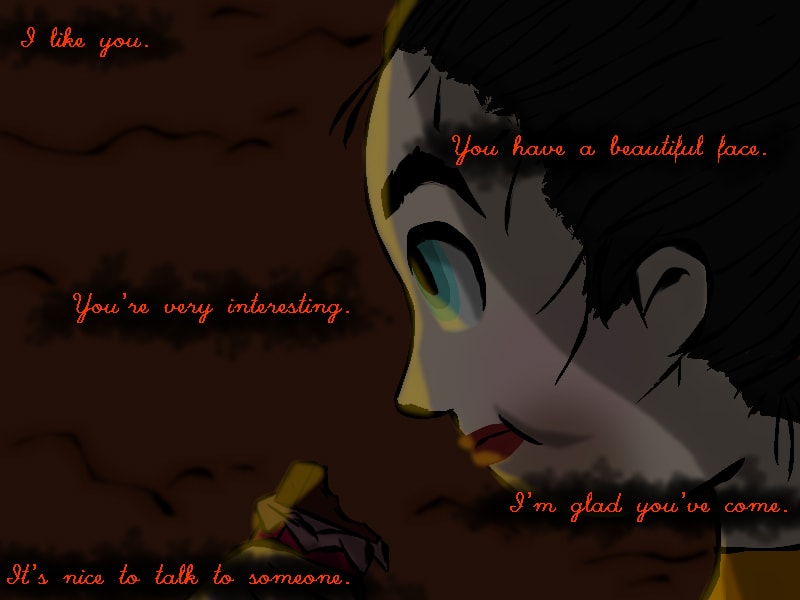 I like you.
You have a beautiful face.
You're very interesting.
I'm glad you've come.
It's nice to talk to someone.